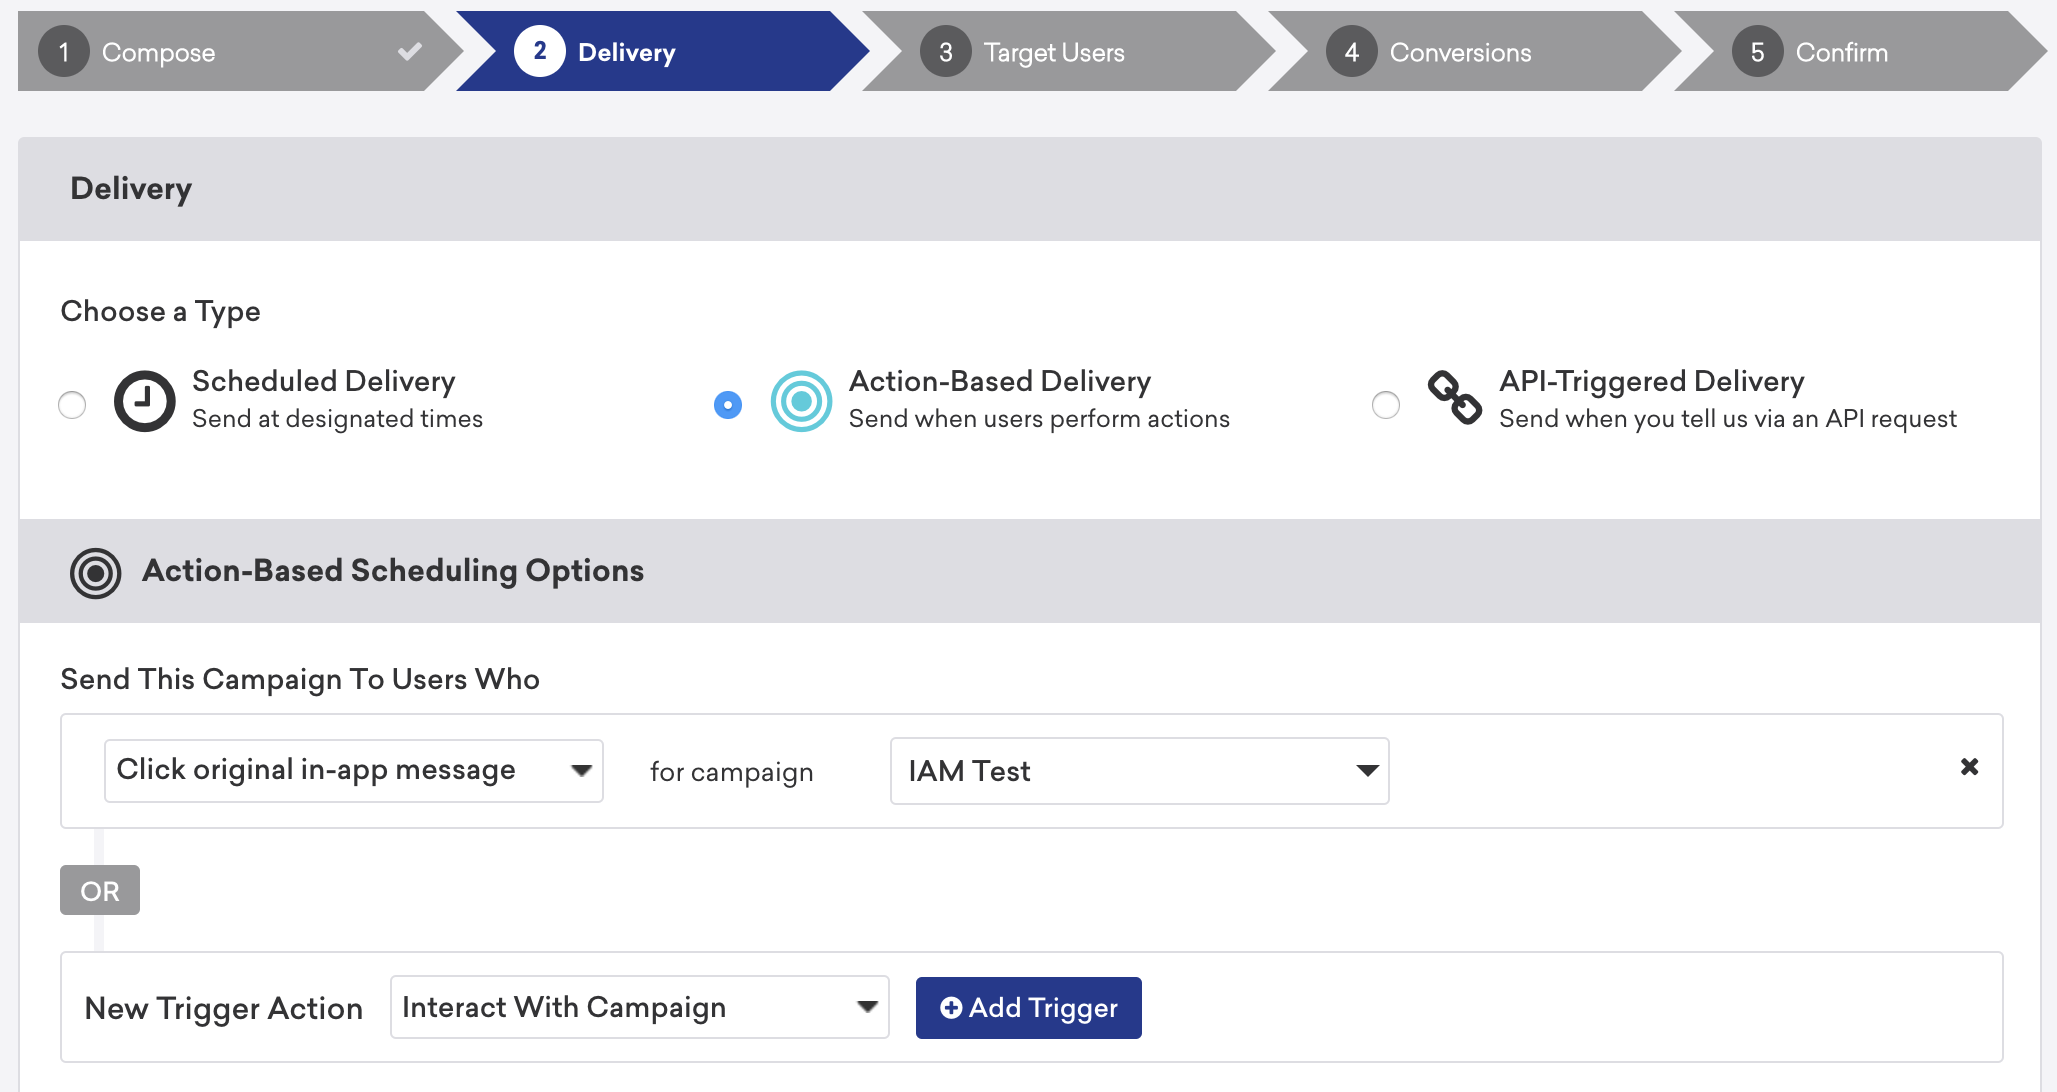 1 Compose 2 Delivery 3 Target Users 4 Conversions 5 Confirm
Delivery
Choose a Type
Scheduled Delivery
Send at designated times
Action-Based Delivery
Send when users perform actions
API-Triggered Delivery
Send when you tell us via an API request
Action-Based Scheduling Options
Send This Campaign To Users Who
Click original in-app message for campaign IAM Test
OR
New Trigger Action Interact With Campaign Add Trigger